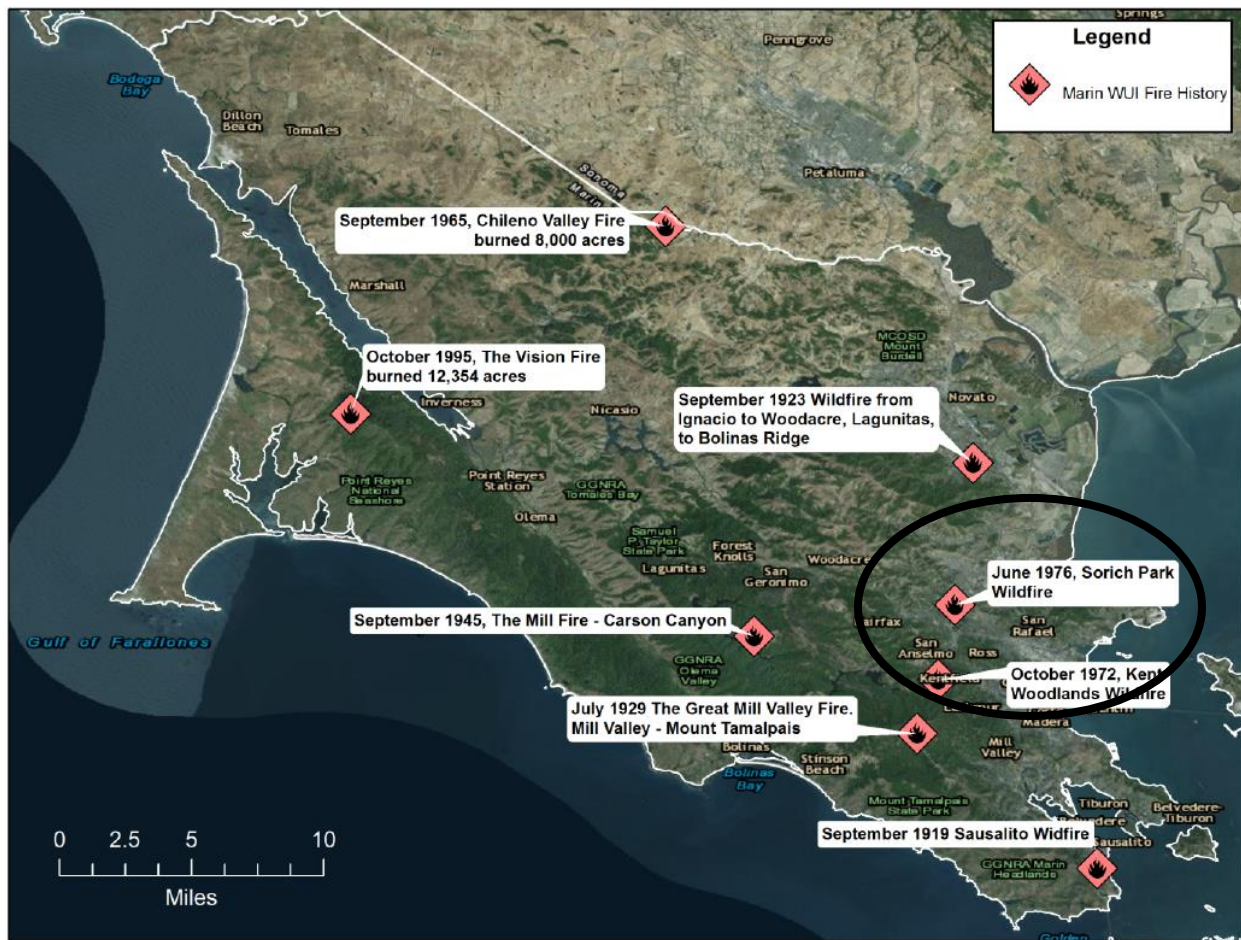 Springs
Legend
Marin WUI Fire History
Penngrove
Bodega
Bay
Dillon
Beach
Tomales
Petaluma
Sonoma
Marin
September 1965, Chileno Valley Fire
burned 8,000 acres
Marshall
MCOSD
Mount
Burdell
October 1995, The Vision Fire
burned 12,354 acres
Inverness
Nicasio
Novato
September 1923 Wildfire from
Ignacio to Woodacre, Lagunitas,
to Bolinas Ridge
Point Reyes
National
Seashore
Point Reyes
Station
GGNRA
Tomales Bay
Olema
Samuel
P. Taylor
State Park
Forest
Knolls
Woodacre
Lagunitas
San
Geronimo
June 1976, Sorich Park
Wildfire
September 1945, The Mill Fire - Carson Canyon
Fairfax
San
Rafael
Gulf of Farallones
San
Anselmo
Ross
GGNRA
Olema
Valley
Kentfield
October 1972, Kent
Woodlands Wildfire
July 1929 The Great Mill Valley Fire.
Mill Valley - Mount Tamalpais
Madera
Bolinas
Mill
Valley
Stinson
Beach
Bolinas
Bay
Mount Tamalpais
State Park
Tiburon
Belvedere
Belvedere-
Tiburon
September 1919 Sausalito Widfire
Sausalito
GGNRA Marin
Headlands
0 2.5 5 10
Miles
Golden